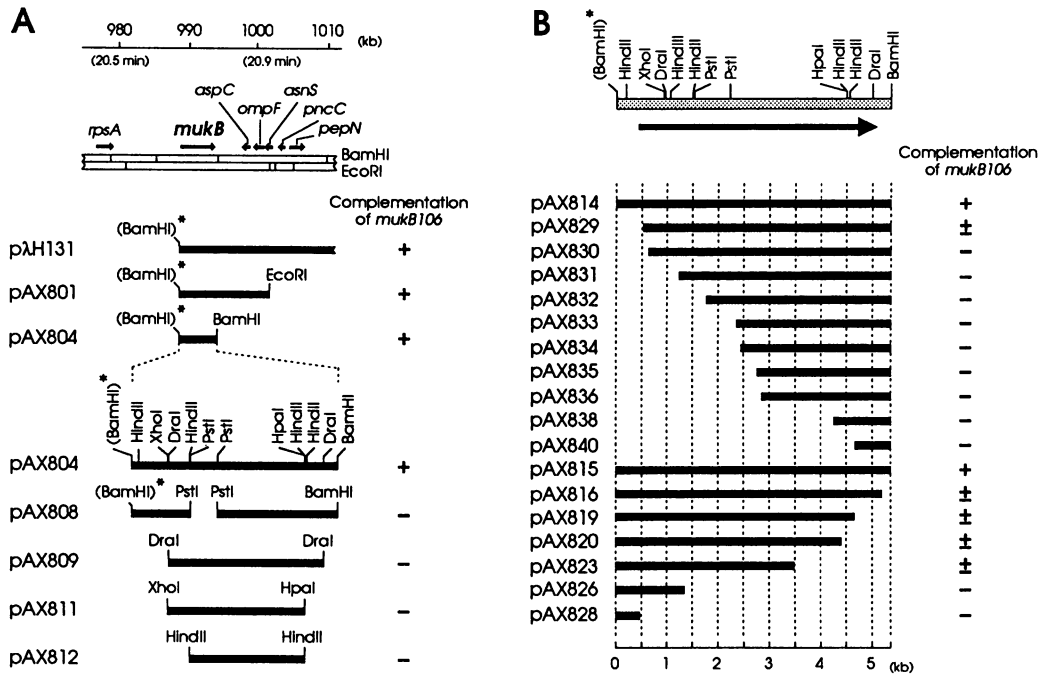 A
980 990 1000 1010 (kb)
(20.5 min) (20.9 min)
aspC asnS
ompF pncC
rpsA mukB pepN
BamHI
EcoRI
Complementation
of mukB106
pλH131 (BamHI)* +
pAX801 (BamHI)* EcoRI +
pAX804 (BamHI)* BamHI +
(BamHI)* HindII XhoI DraI HindII PstI PstI HpaI HindII HindII DraI BamHI
pAX804 +
pAX808 (BamHI)* PstI PstI BamHI −
pAX809 DraI DraI −
pAX811 XhoI HpaI −
pAX812 HindII HindII −
B
(BamHI)* HindII XhoI DraI HindIII HindII PstI PstI HpaI HindII HindII DraI BamHI
Complementation
of mukB106
pAX814 +
pAX829 ±
pAX830 −
pAX831 −
pAX832 −
pAX833 −
pAX834 −
pAX835 −
pAX836 −
pAX838 −
pAX840 −
pAX815 +
pAX816 ±
pAX819 ±
pAX820 ±
pAX823 ±
pAX826 −
pAX828 −
0 1 2 3 4 5 (kb)